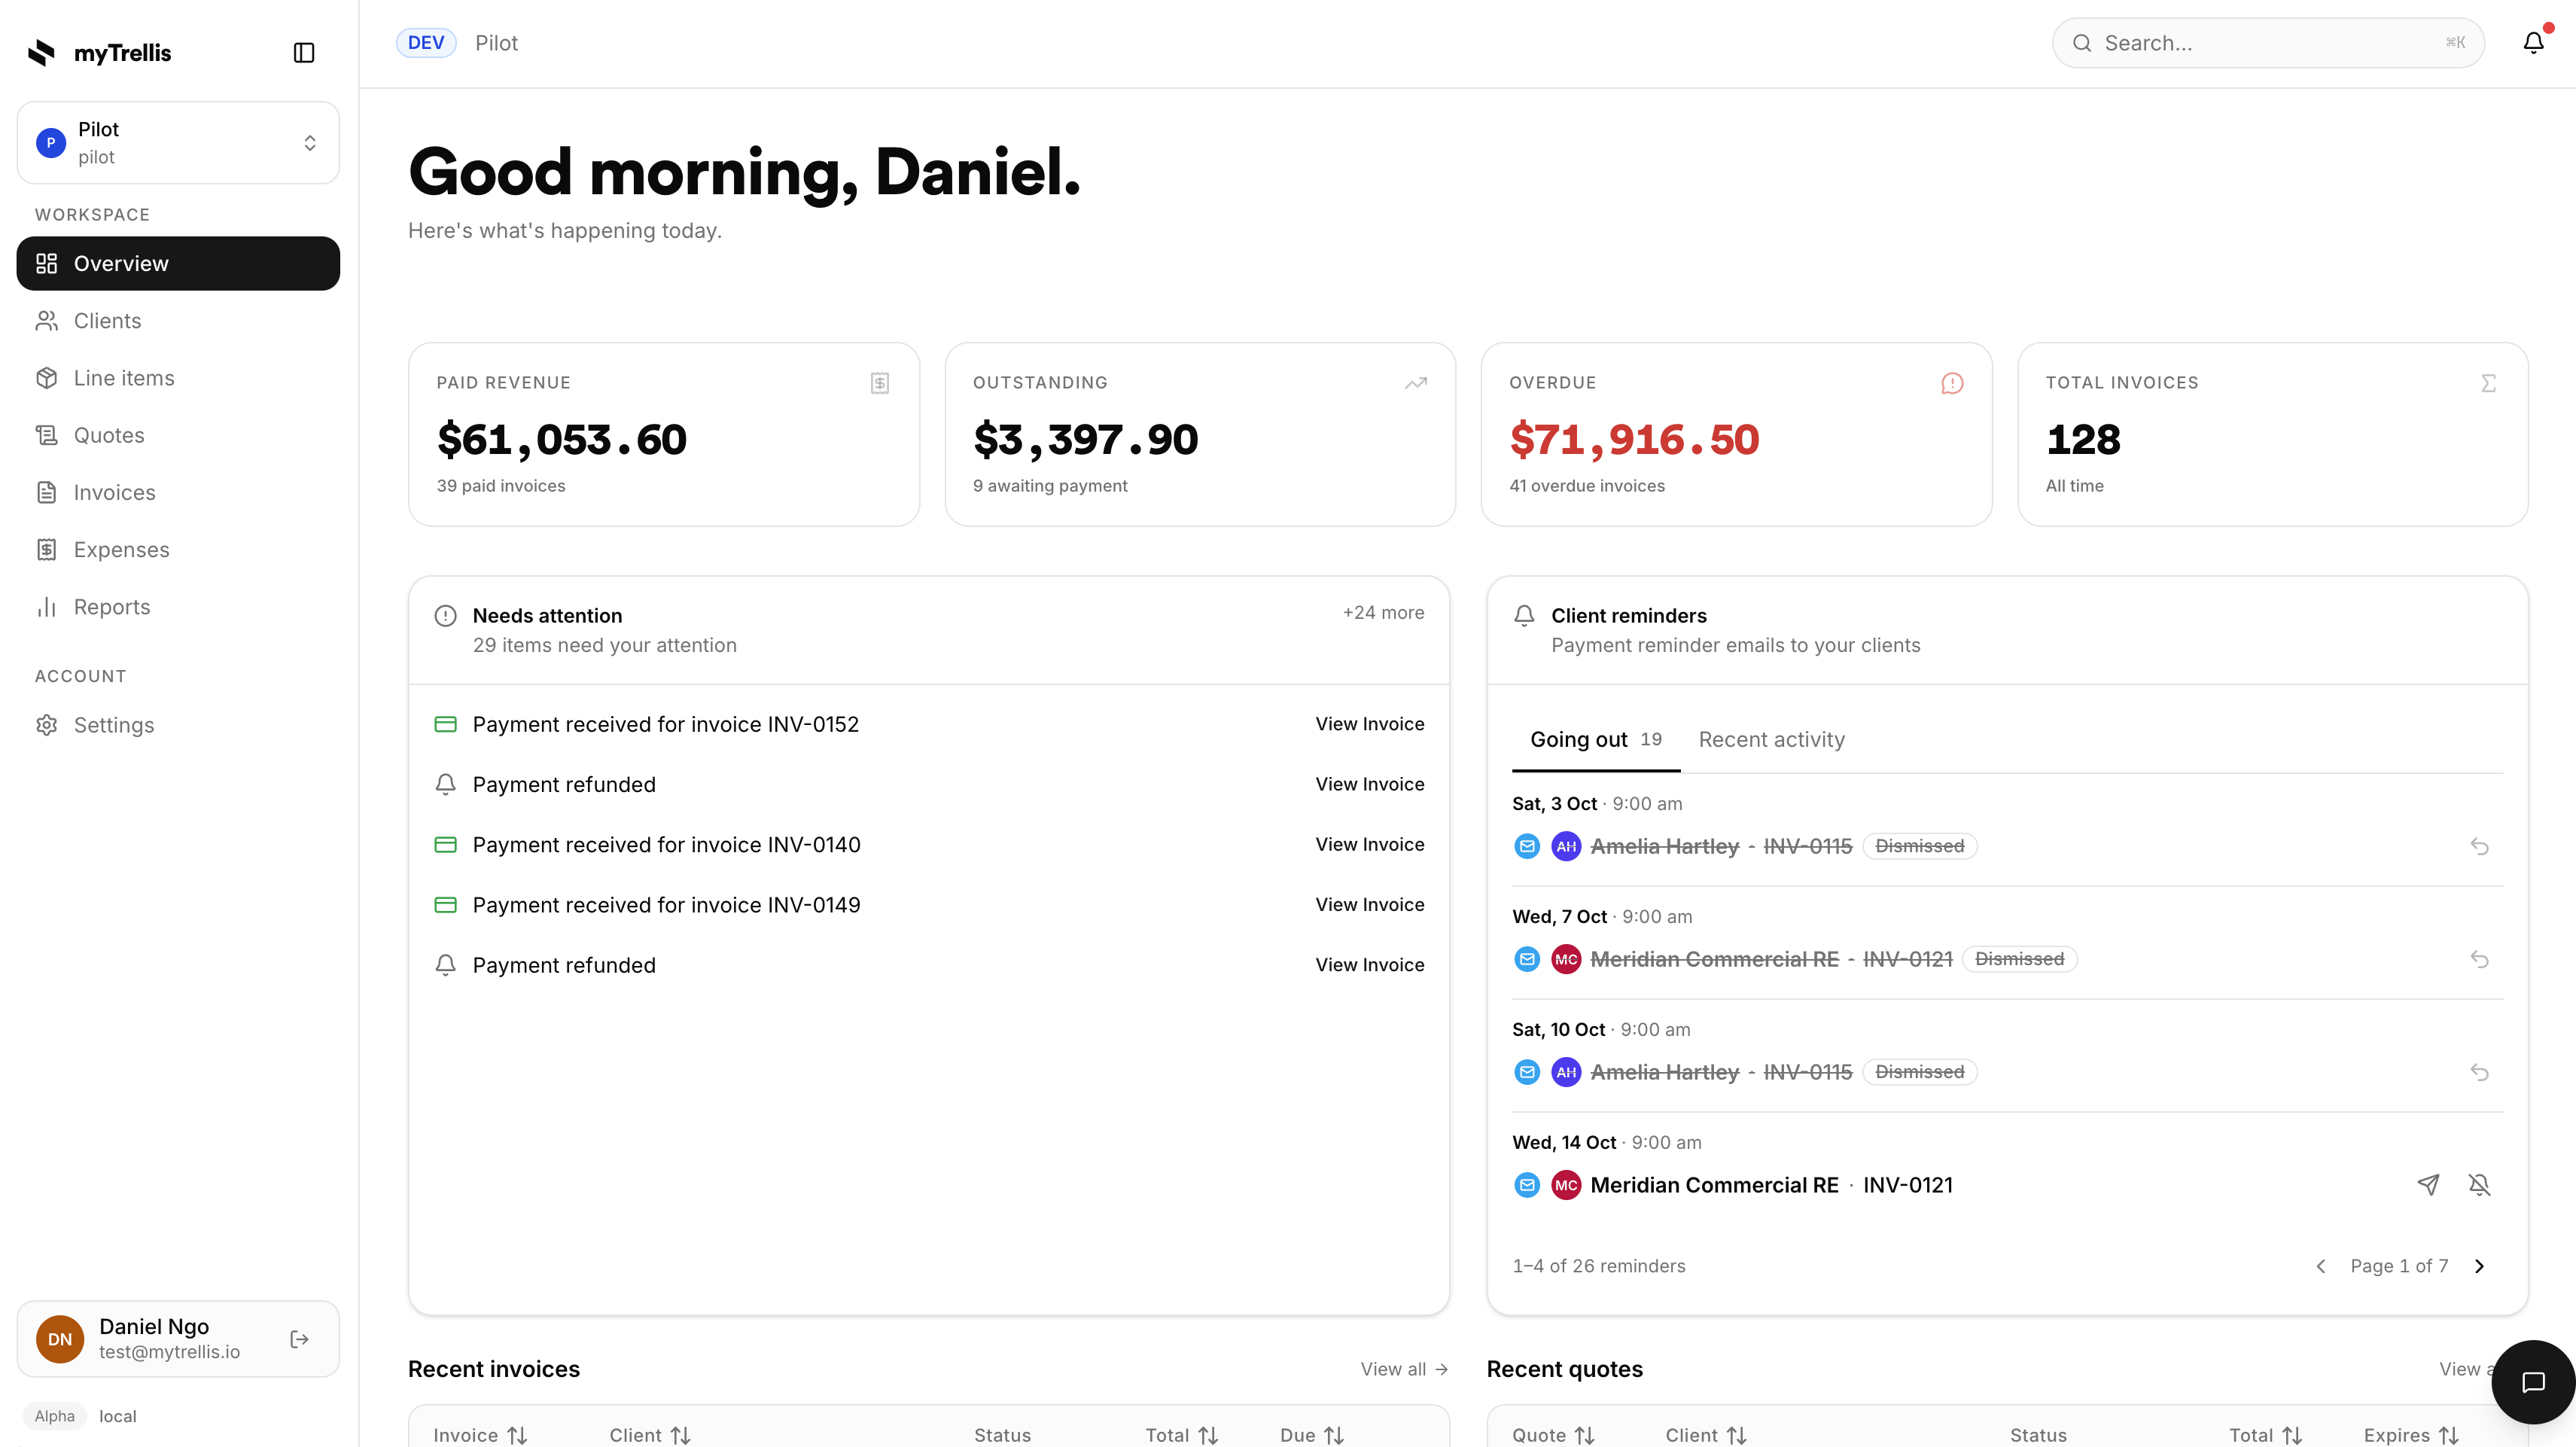 myTrellis
P
Pilot
pilot
WORKSPACE
Overview
Clients
Line items
Quotes
Invoices
Expenses
Reports
ACCOUNT
Settings
DN
Daniel Ngo
test@mytrellis.io
Alpha local
DEV Pilot
Search... ⌘K
Good morning, Daniel.
Here's what's happening today.
PAID REVENUE
$61,053.60
39 paid invoices
OUTSTANDING
$3,397.90
9 awaiting payment
OVERDUE
$71,916.50
41 overdue invoices
TOTAL INVOICES
128
All time
Needs attention +24 more
29 items need your attention
Payment received for invoice INV-0152 View Invoice
Payment refunded View Invoice
Payment received for invoice INV-0140 View Invoice
Payment received for invoice INV-0149 View Invoice
Payment refunded View Invoice
Client reminders
Payment reminder emails to your clients
Going out 19 Recent activity
Sat, 3 Oct · 9:00 am
AH Amelia Hartley · INV-0115 Dismissed
Wed, 7 Oct · 9:00 am
MC Meridian Commercial RE · INV-0121 Dismissed
Sat, 10 Oct · 9:00 am
AH Amelia Hartley · INV-0115 Dismissed
Wed, 14 Oct · 9:00 am
MC Meridian Commercial RE · INV-0121
1–4 of 26 reminders Page 1 of 7
Recent invoices View all →
Invoice Client Status Total Due
Recent quotes View
Quote Client Status Total Expires